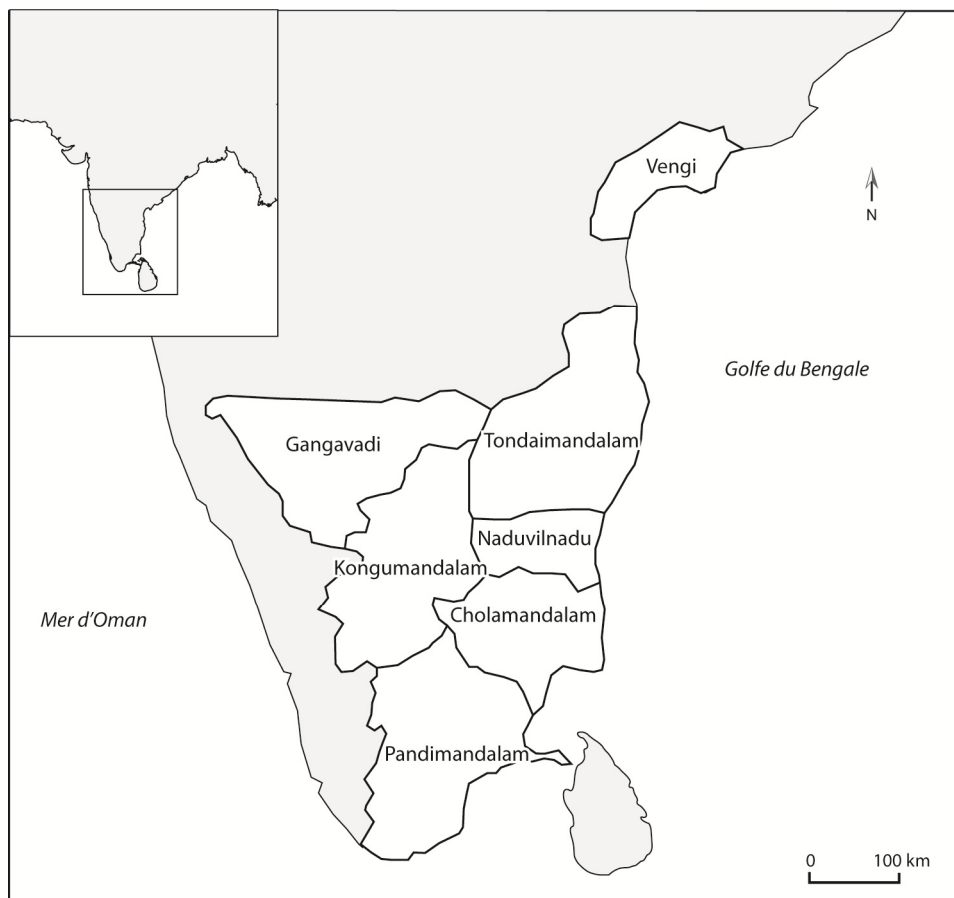 Vengi
N
Golfe du Bengale
Gangavadi
Tondaimandalam
Naduvilnadu
Kongumandalam
Cholamandalam
Mer d'Oman
Pandimandalam
0 100 km